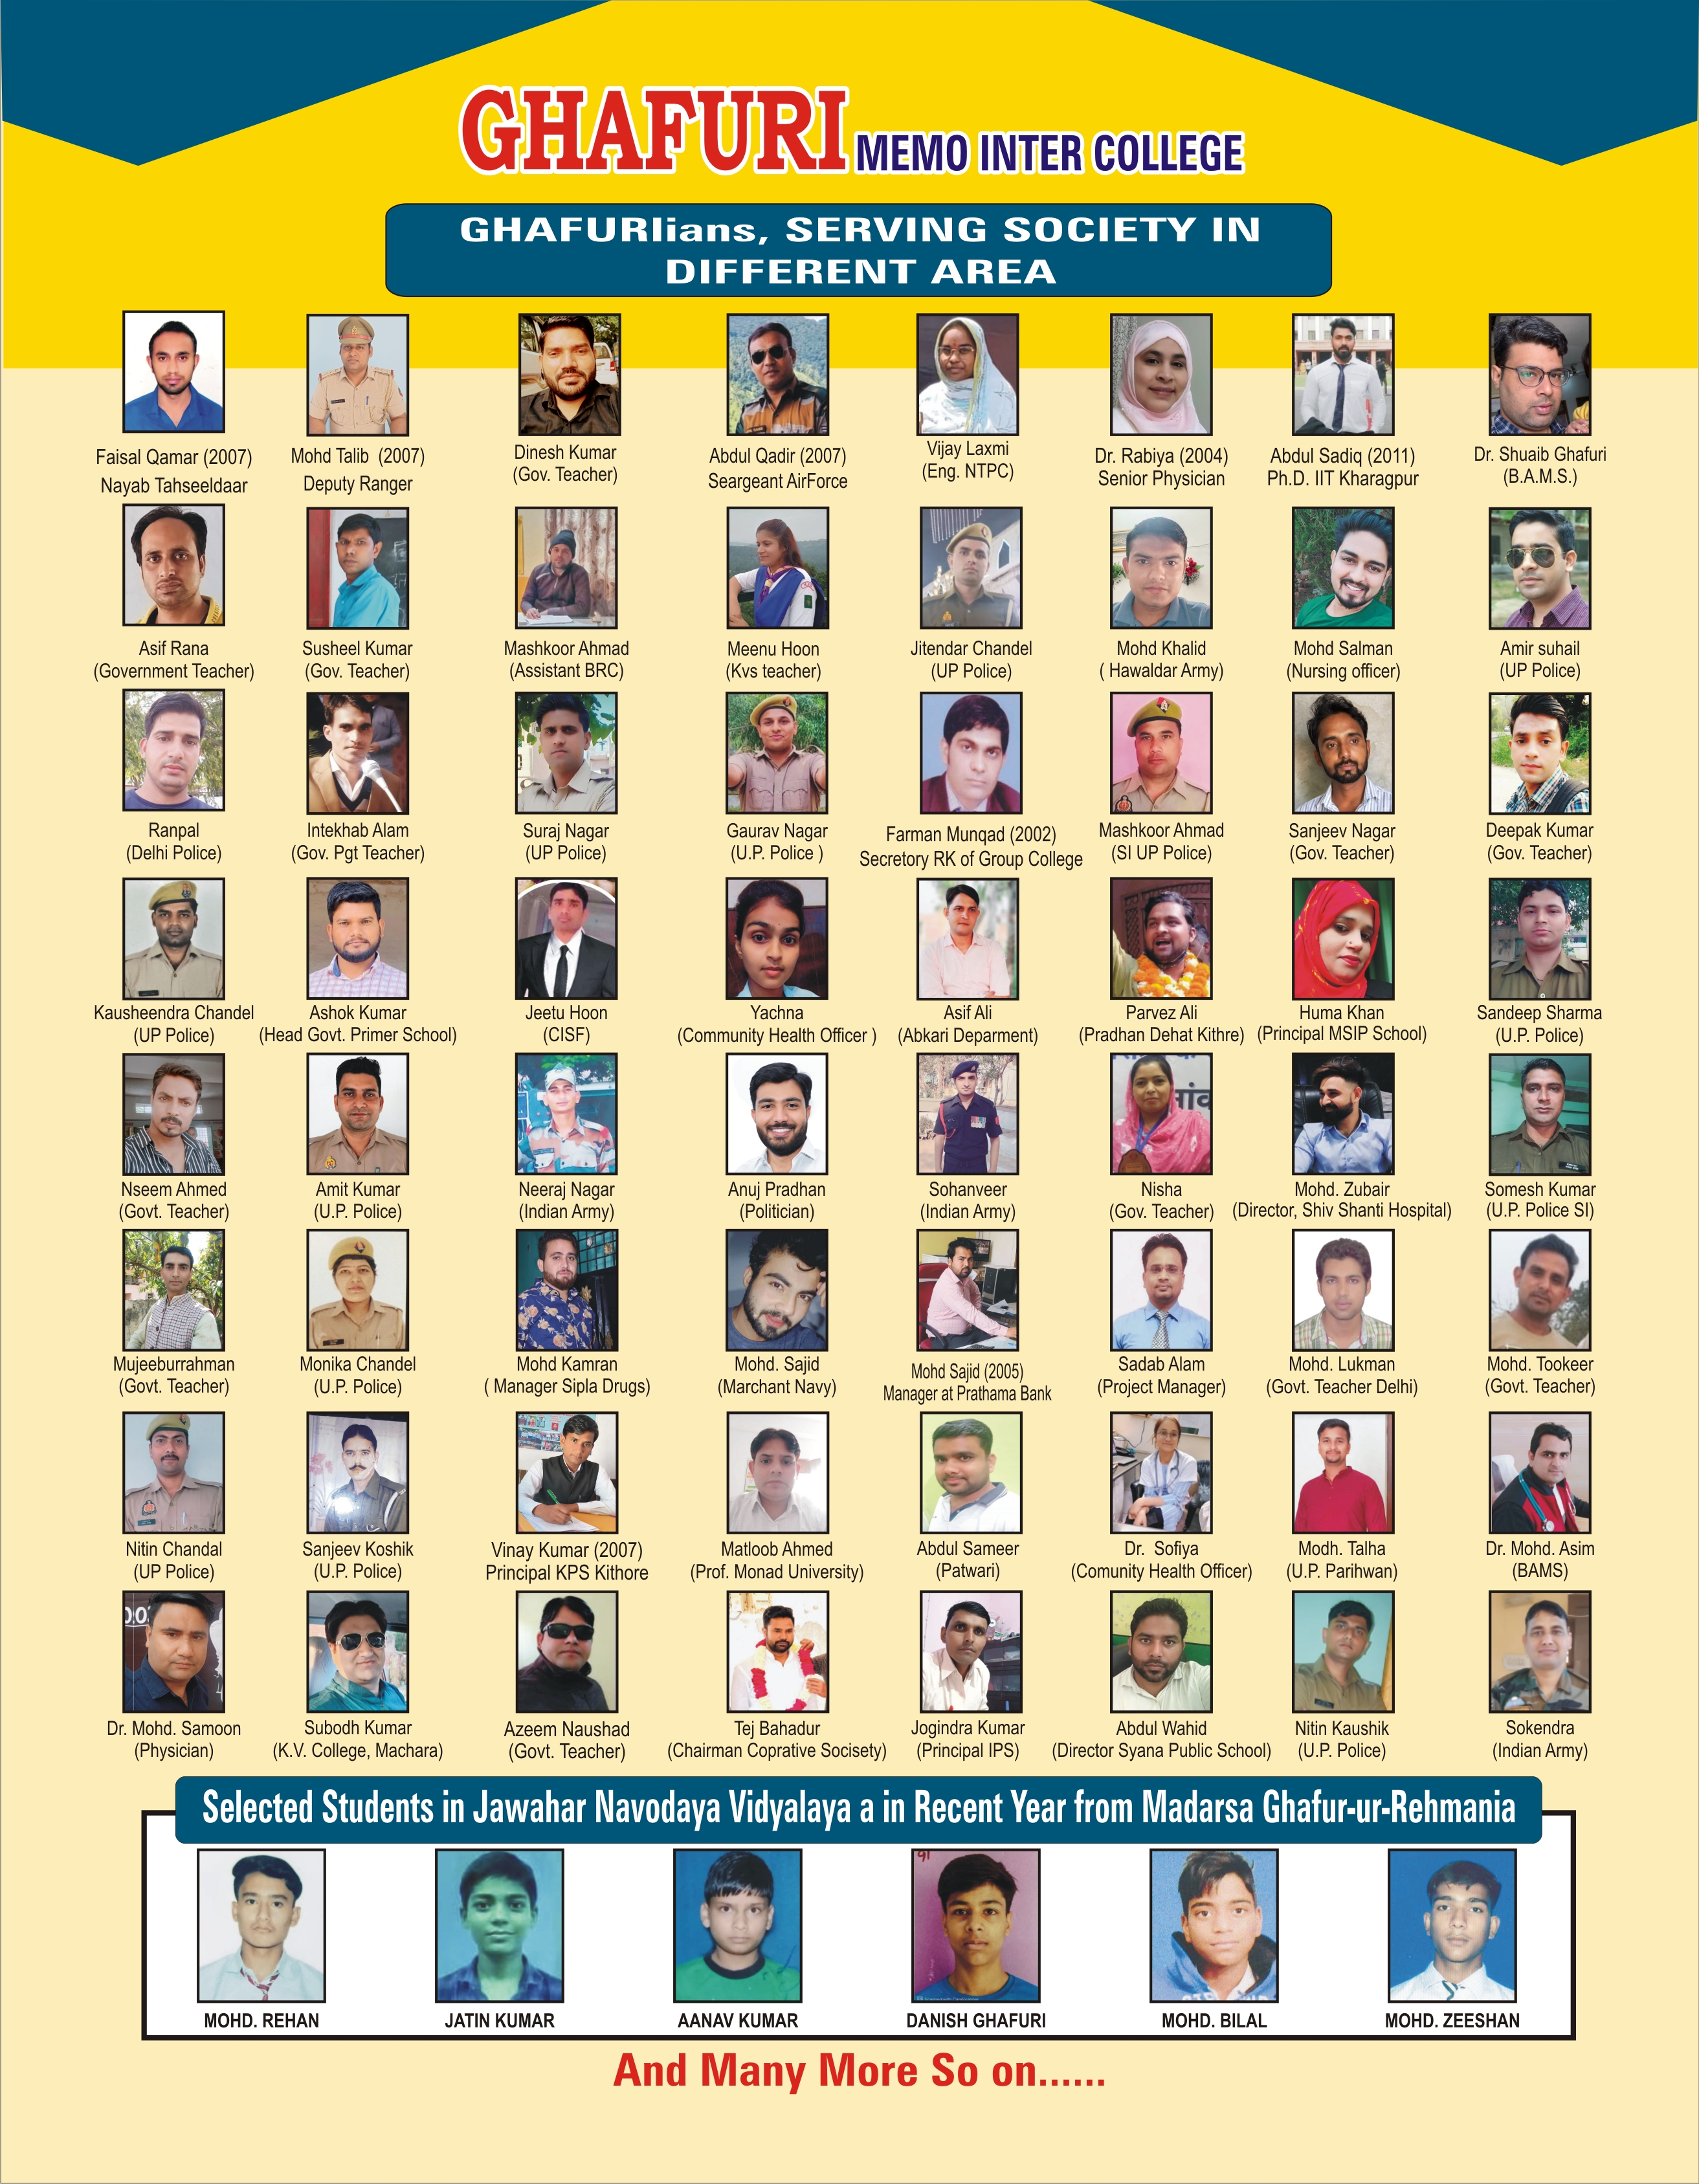 GHAFURI MEMO INTER COLLEGE
GHAFURIians, SERVING SOCIETY IN
DIFFERENT AREA
Faisal Qamar (2007)
Nayab Tahseeldaar
Mohd Talib (2007)
Deputy Ranger
Dinesh Kumar
(Gov. Teacher)
Abdul Qadir (2007)
Seargeant AirForce
Vijay Laxmi
(Eng. NTPC)
Dr. Rabiya (2004)
Senior Physician
Abdul Sadiq (2011)
Ph.D. IIT Kharagpur
Dr. Shuaib Ghafuri
(B.A.M.S.)
Asif Rana
(Government Teacher)
Susheel Kumar
(Gov. Teacher)
Mashkoor Ahmad
(Assistant BRC)
Meenu Hoon
(Kvs teacher)
Jitendar Chandel
(UP Police)
Mohd Khalid
( Hawaldar Army)
Mohd Salman
(Nursing officer)
Amir suhail
(UP Police)
Ranpal
(Delhi Police)
Intekhab Alam
(Gov. Pgt Teacher)
Suraj Nagar
(UP Police)
Gaurav Nagar
(U.P. Police )
Farman Munqad (2002)
Secretory RK of Group College
Mashkoor Ahmad
(SI UP Police)
Sanjeev Nagar
(Gov. Teacher)
Deepak Kumar
(Gov. Teacher)
Kausheendra Chandel
(UP Police)
Ashok Kumar
(Head Govt. Primer School)
Jeetu Hoon
(CISF)
Yachna
(Community Health Officer )
Asif Ali
(Abkari Deparment)
Parvez Ali
(Pradhan Dehat Kithre)
Huma Khan
(Principal MSIP School)
Sandeep Sharma
(U.P. Police)
Nseem Ahmed
(Govt. Teacher)
Amit Kumar
(U.P. Police)
Neeraj Nagar
(Indian Army)
Anuj Pradhan
(Politician)
Sohanveer
(Indian Army)
Nisha
(Gov. Teacher)
Mohd. Zubair
(Director, Shiv Shanti Hospital)
Somesh Kumar
(U.P. Police SI)
Mujeeburrahman
(Govt. Teacher)
Monika Chandel
(U.P. Police)
Mohd Kamran
( Manager Sipla Drugs)
Mohd. Sajid
(Marchant Navy)
Mohd Sajid (2005)
Manager at Prathama Bank
Sadab Alam
(Project Manager)
Mohd. Lukman
(Govt. Teacher Delhi)
Mohd. Tookeer
(Govt. Teacher)
Nitin Chandal
(UP Police)
Sanjeev Koshik
(U.P. Police)
Vinay Kumar (2007)
Principal KPS Kithore
Matloob Ahmed
(Prof. Monad University)
Abdul Sameer
(Patwari)
Dr. Sofiya
(Comunity Health Officer)
Modh. Talha
(U.P. Parihwan)
Dr. Mohd. Asim
(BAMS)
Dr. Mohd. Samoon
(Physician)
Subodh Kumar
(K.V. College, Machara)
Azeem Naushad
(Govt. Teacher)
Tej Bahadur
(Chairman Coprative Socisety)
Jogindra Kumar
(Principal IPS)
Abdul Wahid
(Director Syana Public School)
Nitin Kaushik
(U.P. Police)
Sokendra
(Indian Army)
Selected Students in Jawahar Navodaya Vidyalaya a in Recent Year from Madarsa Ghafur-ur-Rehmania
MOHD. REHAN
JATIN KUMAR
AANAV KUMAR
DANISH GHAFURI
MOHD. BILAL
MOHD. ZEESHAN
And Many More So on......